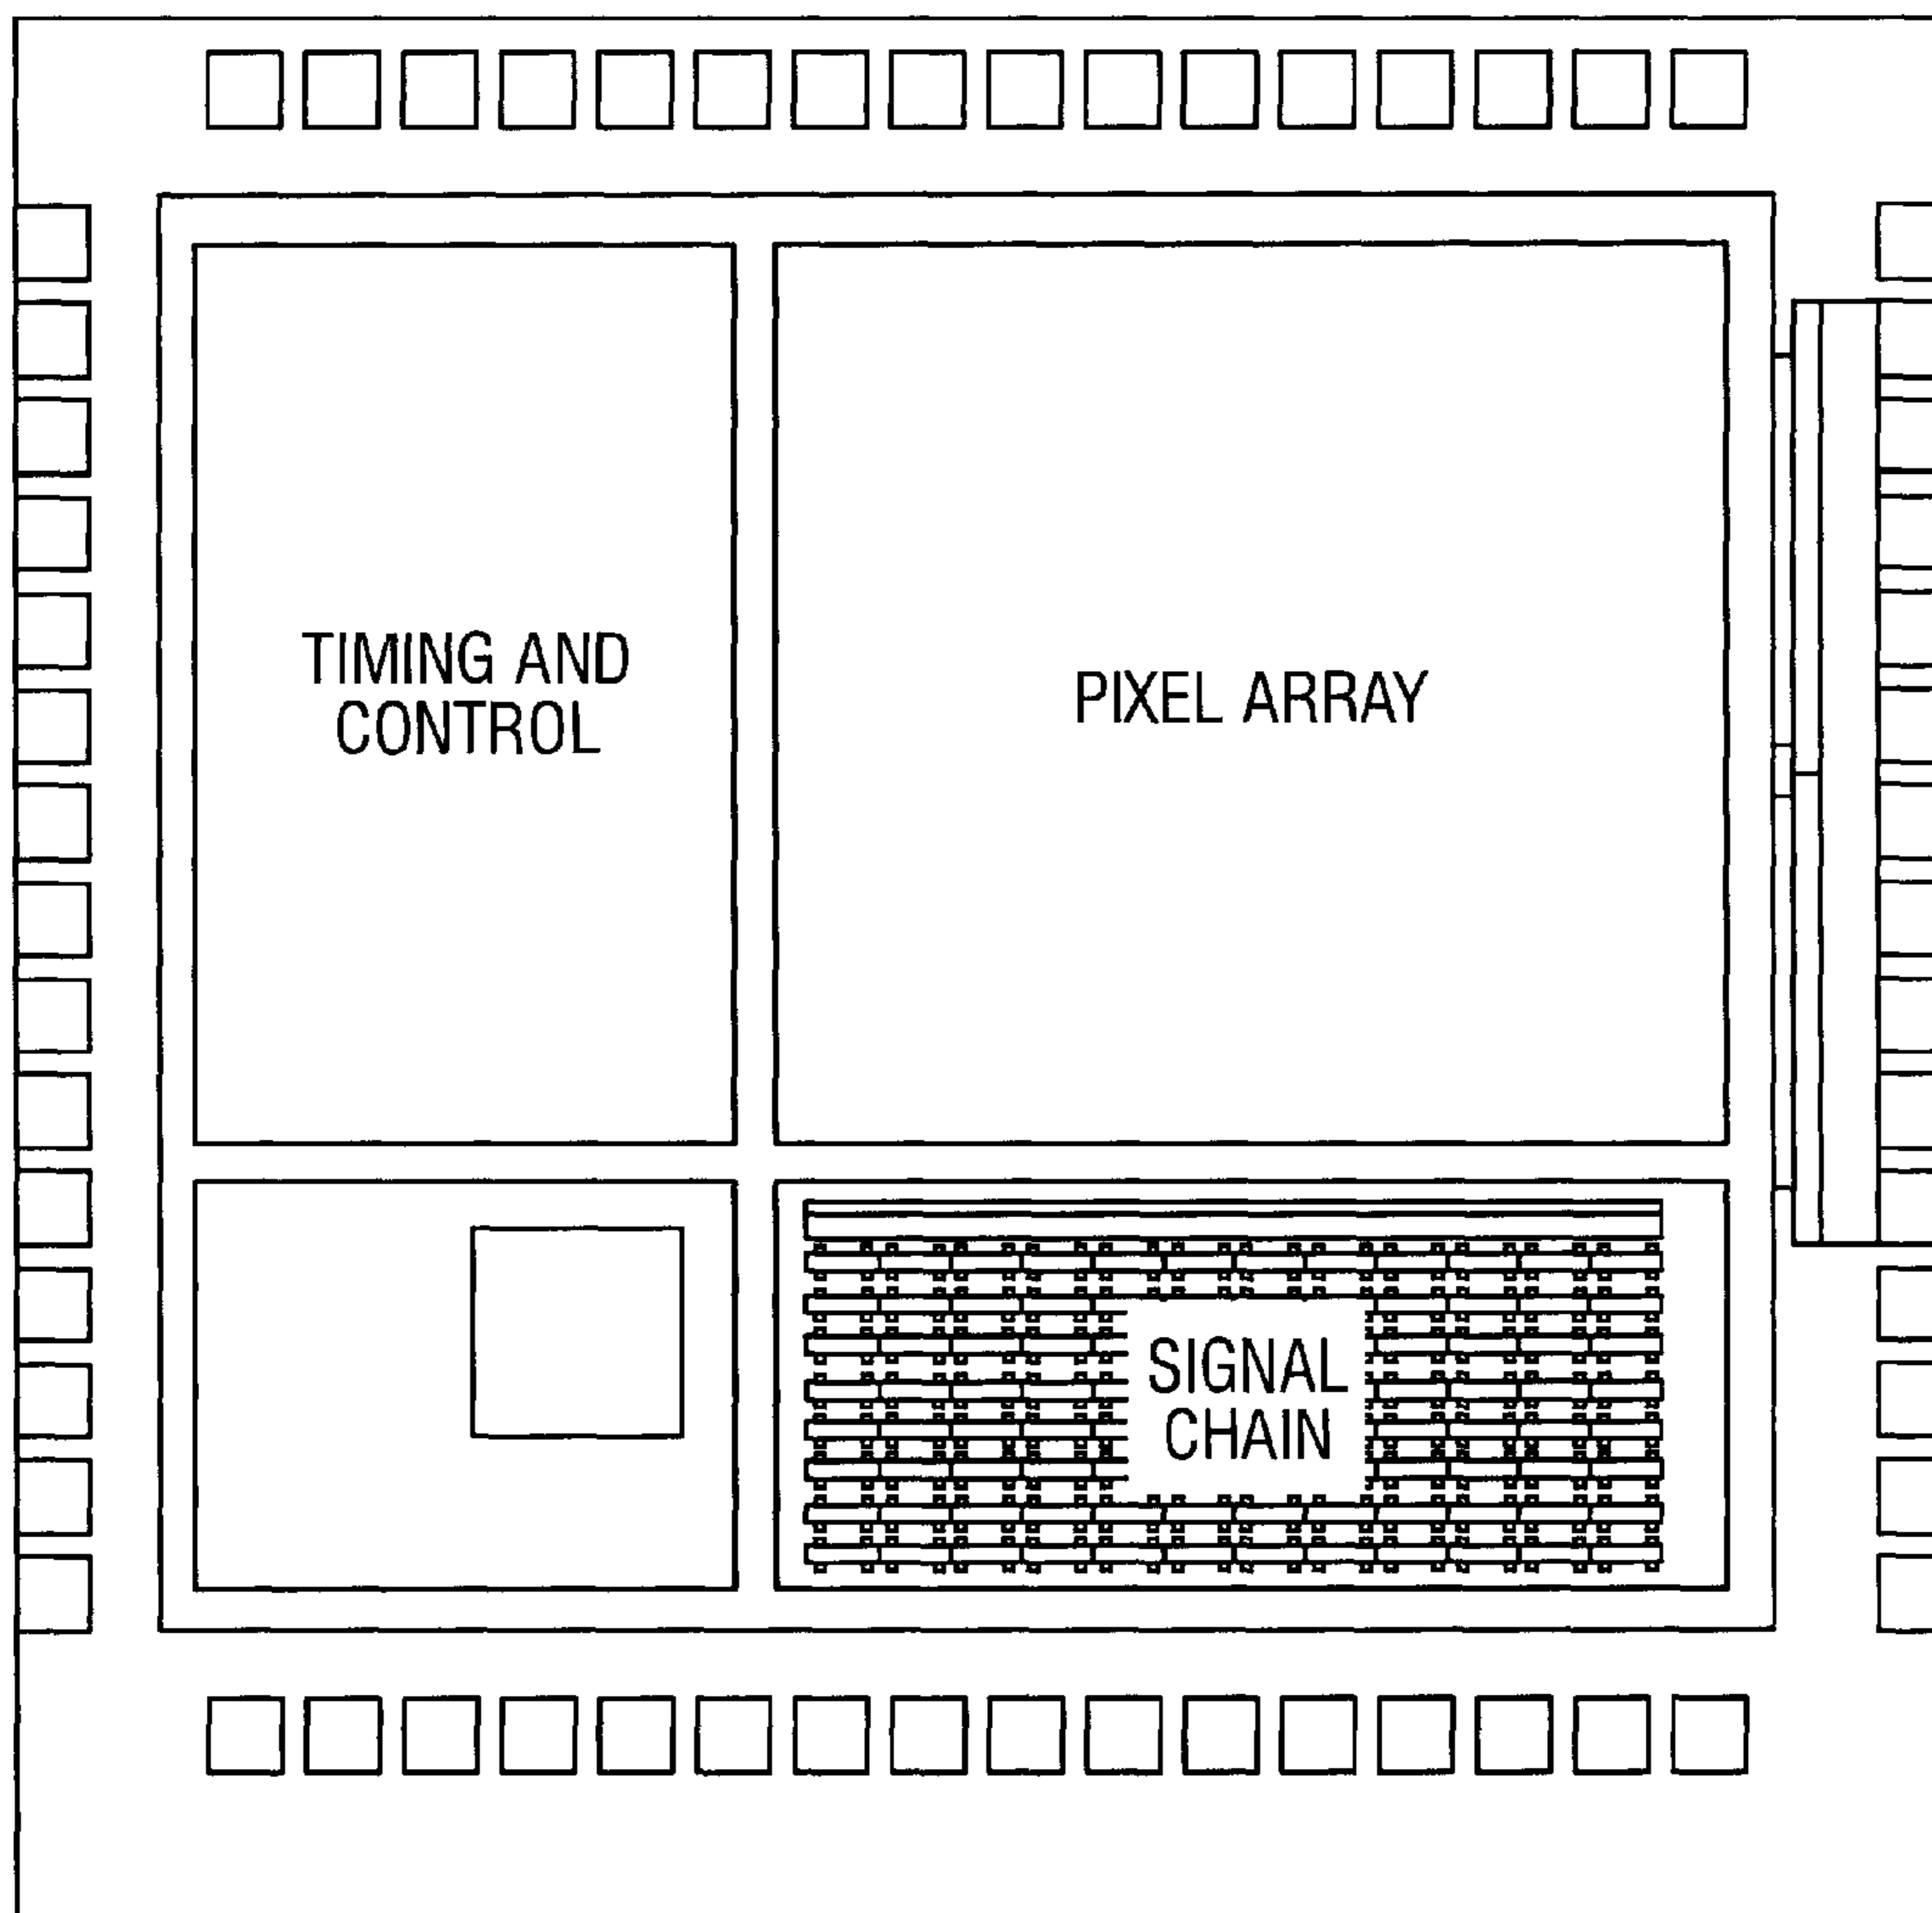 TIMING AND
CONTROL
PIXEL ARRAY
SIGNAL
CHAIN